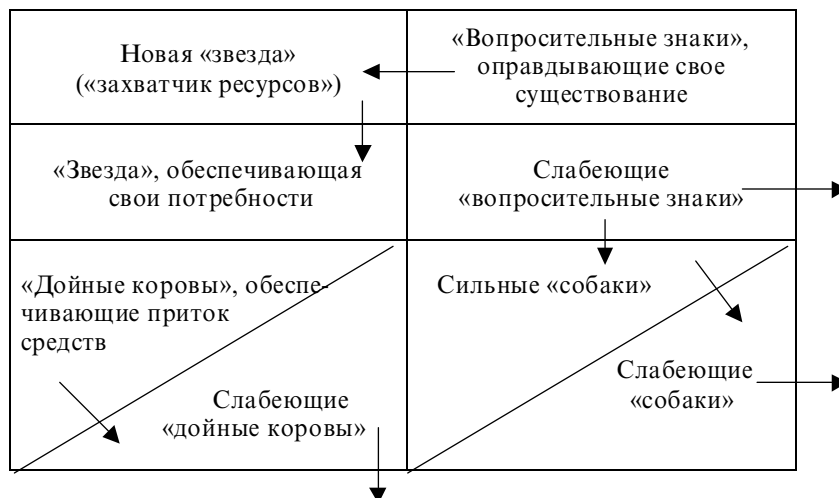 Новая «звезда»
(«захватчик ресурсов»)
«Вопросительные знаки»,
оправдывающие свое
существование
«Звезда», обеспечивающая
свои потребности
Слабеющие
«вопросительные знаки»
«Дойные коровы», обеспе-
чивающие приток
средств
Слабеющие
«дойные коровы»
Сильные «собаки»
Слабеющие
«собаки»